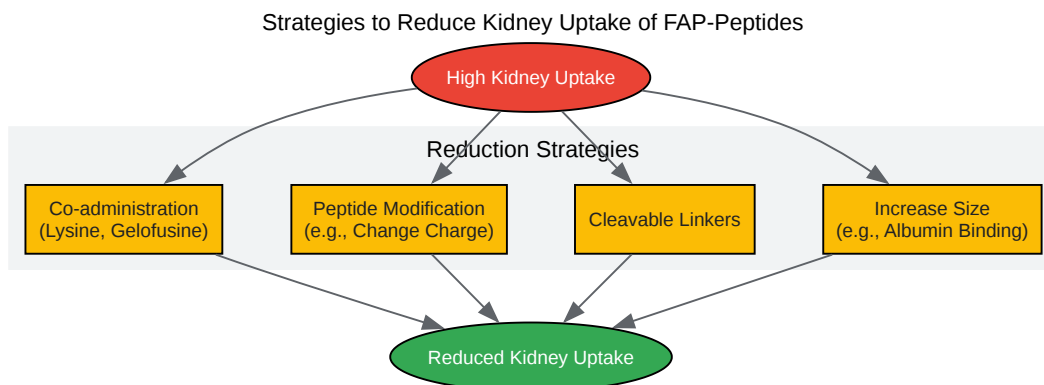 Strategies to Reduce Kidney Uptake of FAP-Peptides
High Kidney Uptake
Reduction Strategies
Co-administration
(Lysine, Gelofusine)
Peptide Modification
(e.g., Change Charge)
Cleavable Linkers
Increase Size
(e.g., Albumin Binding)
Reduced Kidney Uptake